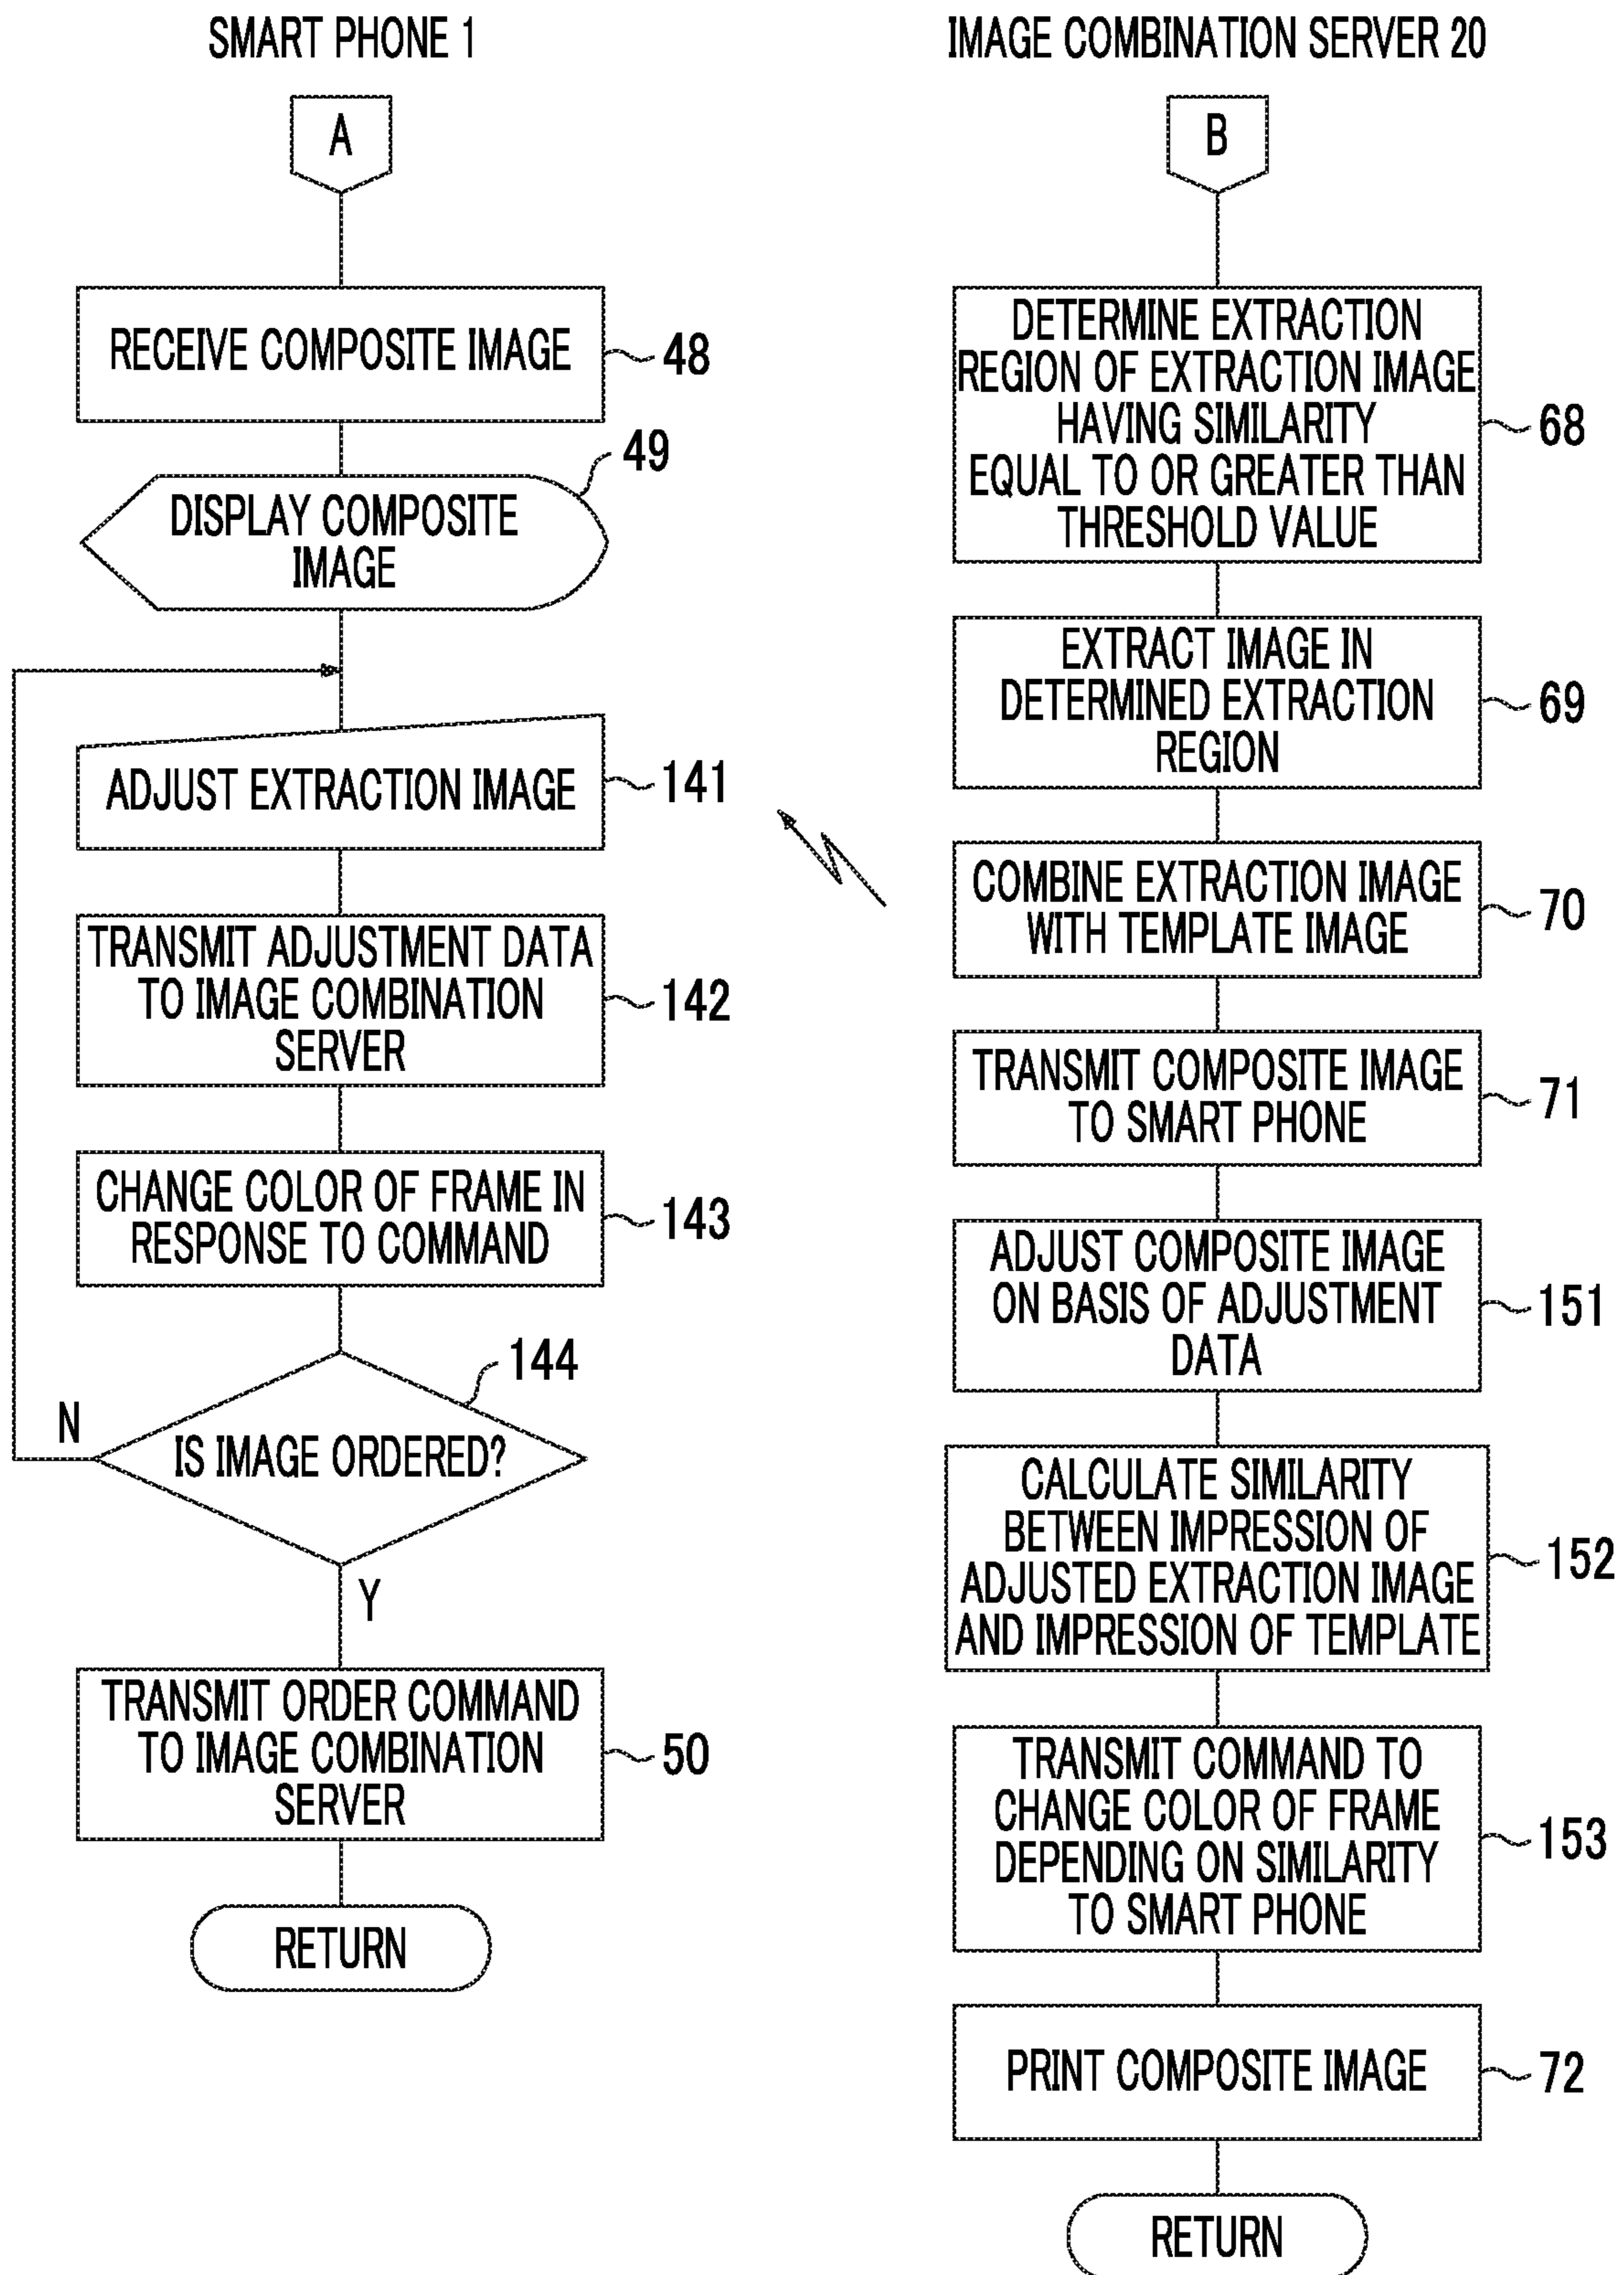 SMART PHONE 1
A
RECEIVE COMPOSITE IMAGE
48
49
DISPLAY COMPOSITE
IMAGE
ADJUST EXTRACTION IMAGE
141
TRANSMIT ADJUSTMENT DATA
TO IMAGE COMBINATION
SERVER
142
CHANGE COLOR OF FRAME IN
RESPONSE TO COMMAND
143
144
N
IS IMAGE ORDERED?
Y
TRANSMIT ORDER COMMAND
TO IMAGE COMBINATION
SERVER
50
RETURN
IMAGE COMBINATION SERVER 20
B
DETERMINE EXTRACTION
REGION OF EXTRACTION IMAGE
HAVING SIMILARITY
EQUAL TO OR GREATER THAN
THRESHOLD VALUE
68
EXTRACT IMAGE IN
DETERMINED EXTRACTION
REGION
69
COMBINE EXTRACTION IMAGE
WITH TEMPLATE IMAGE
70
TRANSMIT COMPOSITE IMAGE
TO SMART PHONE
71
ADJUST COMPOSITE IMAGE
ON BASIS OF ADJUSTMENT
DATA
151
CALCULATE SIMILARITY
BETWEEN IMPRESSION OF
ADJUSTED EXTRACTION IMAGE
AND IMPRESSION OF TEMPLATE
152
TRANSMIT COMMAND TO
CHANGE COLOR OF FRAME
DEPENDING ON SIMILARITY
TO SMART PHONE
153
PRINT COMPOSITE IMAGE
72
RETURN